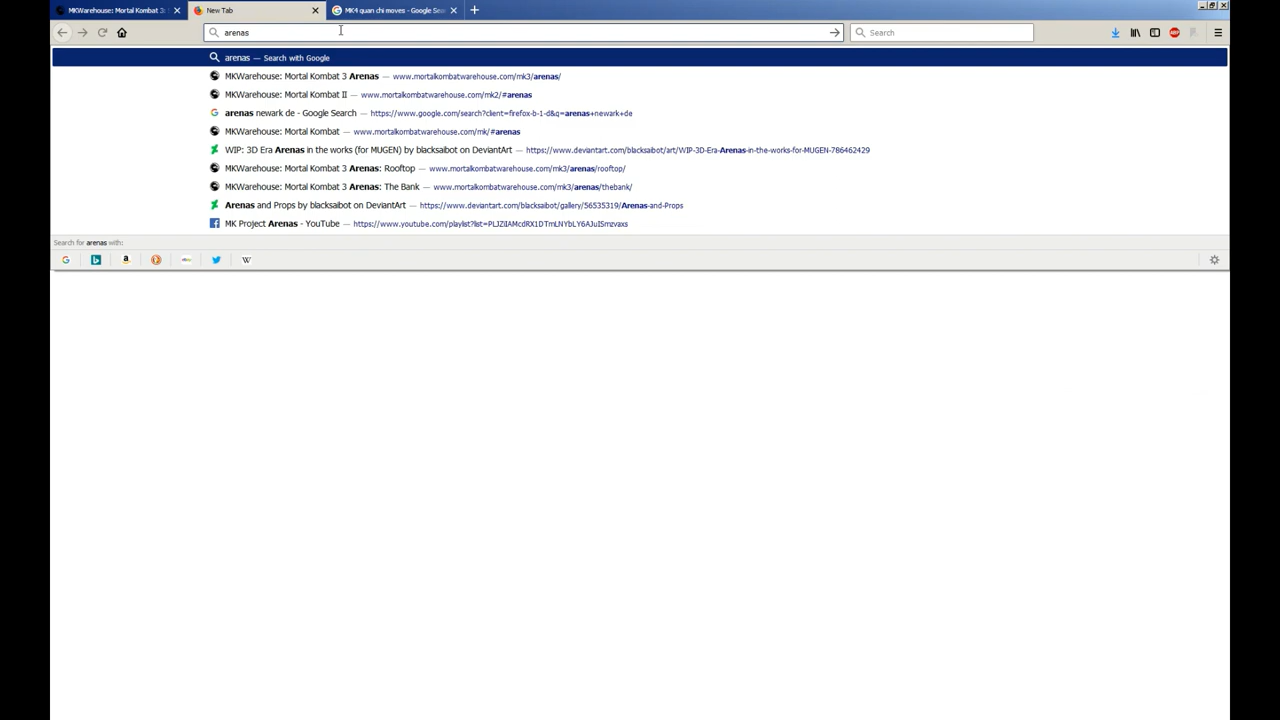 MKWarehouse: Mortal Kombat 3:
New Tab
MK4 quan chi moves - Google Sea
arenas
Search
arenas — Search with Google
MKWarehouse: Mortal Kombat 3 Arenas — www.mortalkombatwarehouse.com/mk3/arenas/
MKWarehouse: Mortal Kombat II — www.mortalkombatwarehouse.com/mk2/#arenas
arenas newark de - Google Search — https://www.google.com/search?client=firefox-b-1-d&q=arenas+newark+de
MKWarehouse: Mortal Kombat — www.mortalkombatwarehouse.com/mk/#arenas
WIP: 3D Era Arenas in the works (for MUGEN) by blacksaibot on DeviantArt — https://www.deviantart.com/blacksaibot/art/WIP-3D-Era-Arenas-in-the-works-for-MUGEN-786462429
MKWarehouse: Mortal Kombat 3 Arenas: Rooftop — www.mortalkombatwarehouse.com/mk3/arenas/rooftop/
MKWarehouse: Mortal Kombat 3 Arenas: The Bank — www.mortalkombatwarehouse.com/mk3/arenas/thebank/
Arenas and Props by blacksaibot on DeviantArt — https://www.deviantart.com/blacksaibot/gallery/56535319/Arenas-and-Props
MK Project Arenas - YouTube —
Search for arenas with: